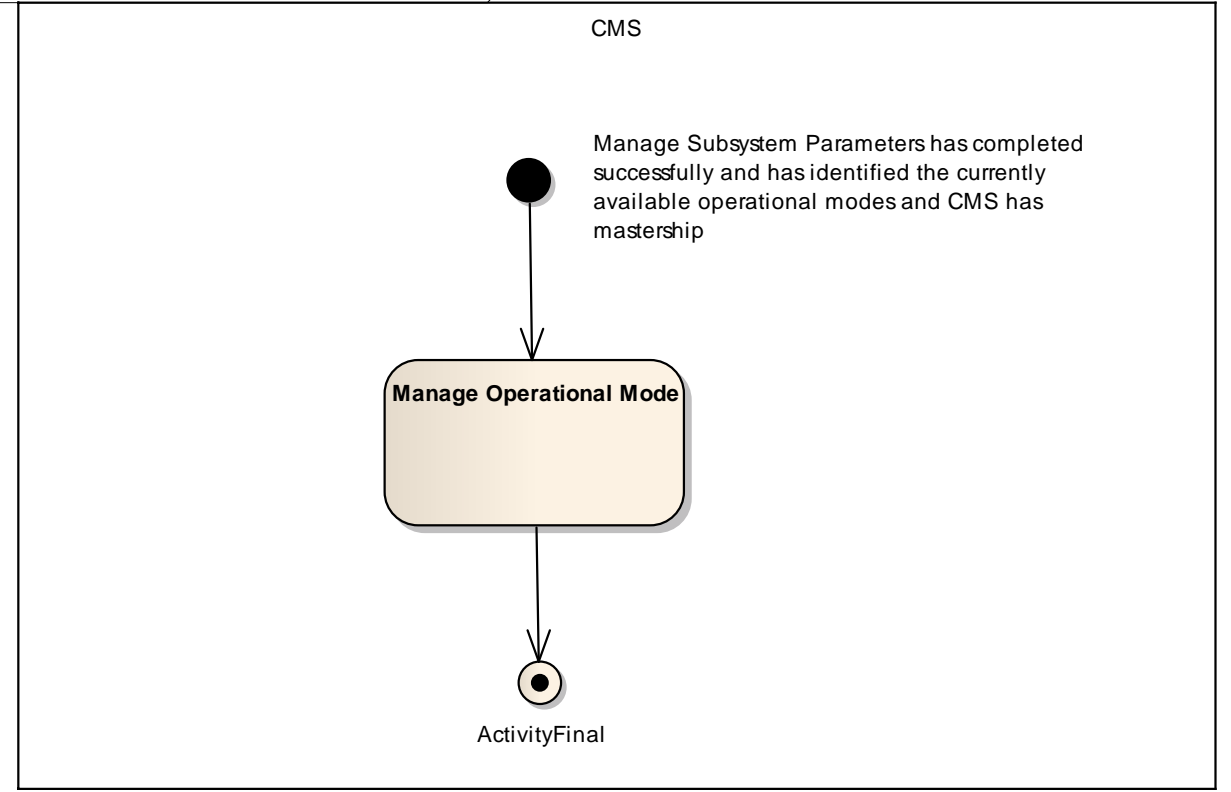 CMS
Manage Subsystem Parameters has completed
successfully and has identified the currently
available operational modes and CMS has
mastership
Manage Operational Mode
ActivityFinal